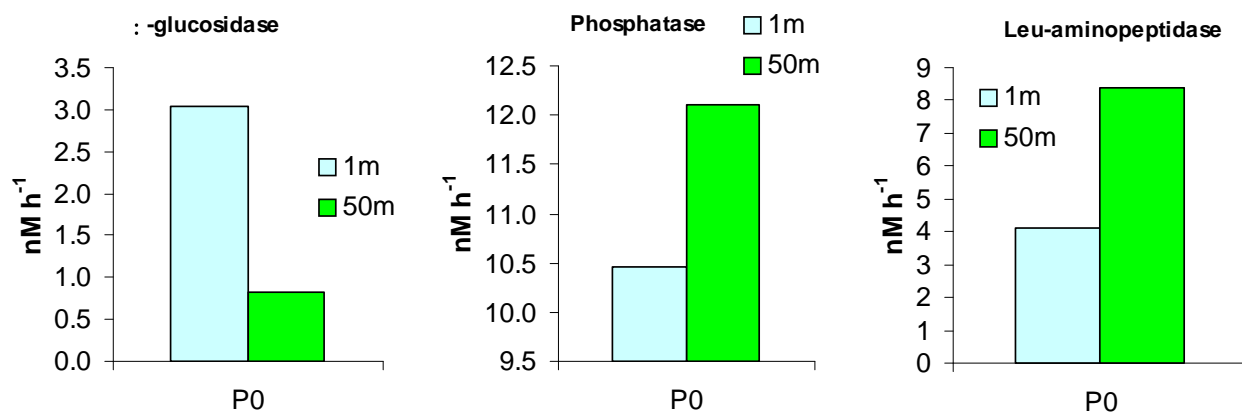 : -glucosidase
3.5
3.0
2.5
2.0
1.5
1.0
0.5
0.0
nM h-1
P0
1m
50m
Phosphatase
1m
50m
12.5
12.0
11.5
11.0
10.5
10.0
9.5
nM h-1
P0
Leu-aminopeptidase
9
8
7
6
5
4
3
2
1
0
nM h-1
1m
50m
P0